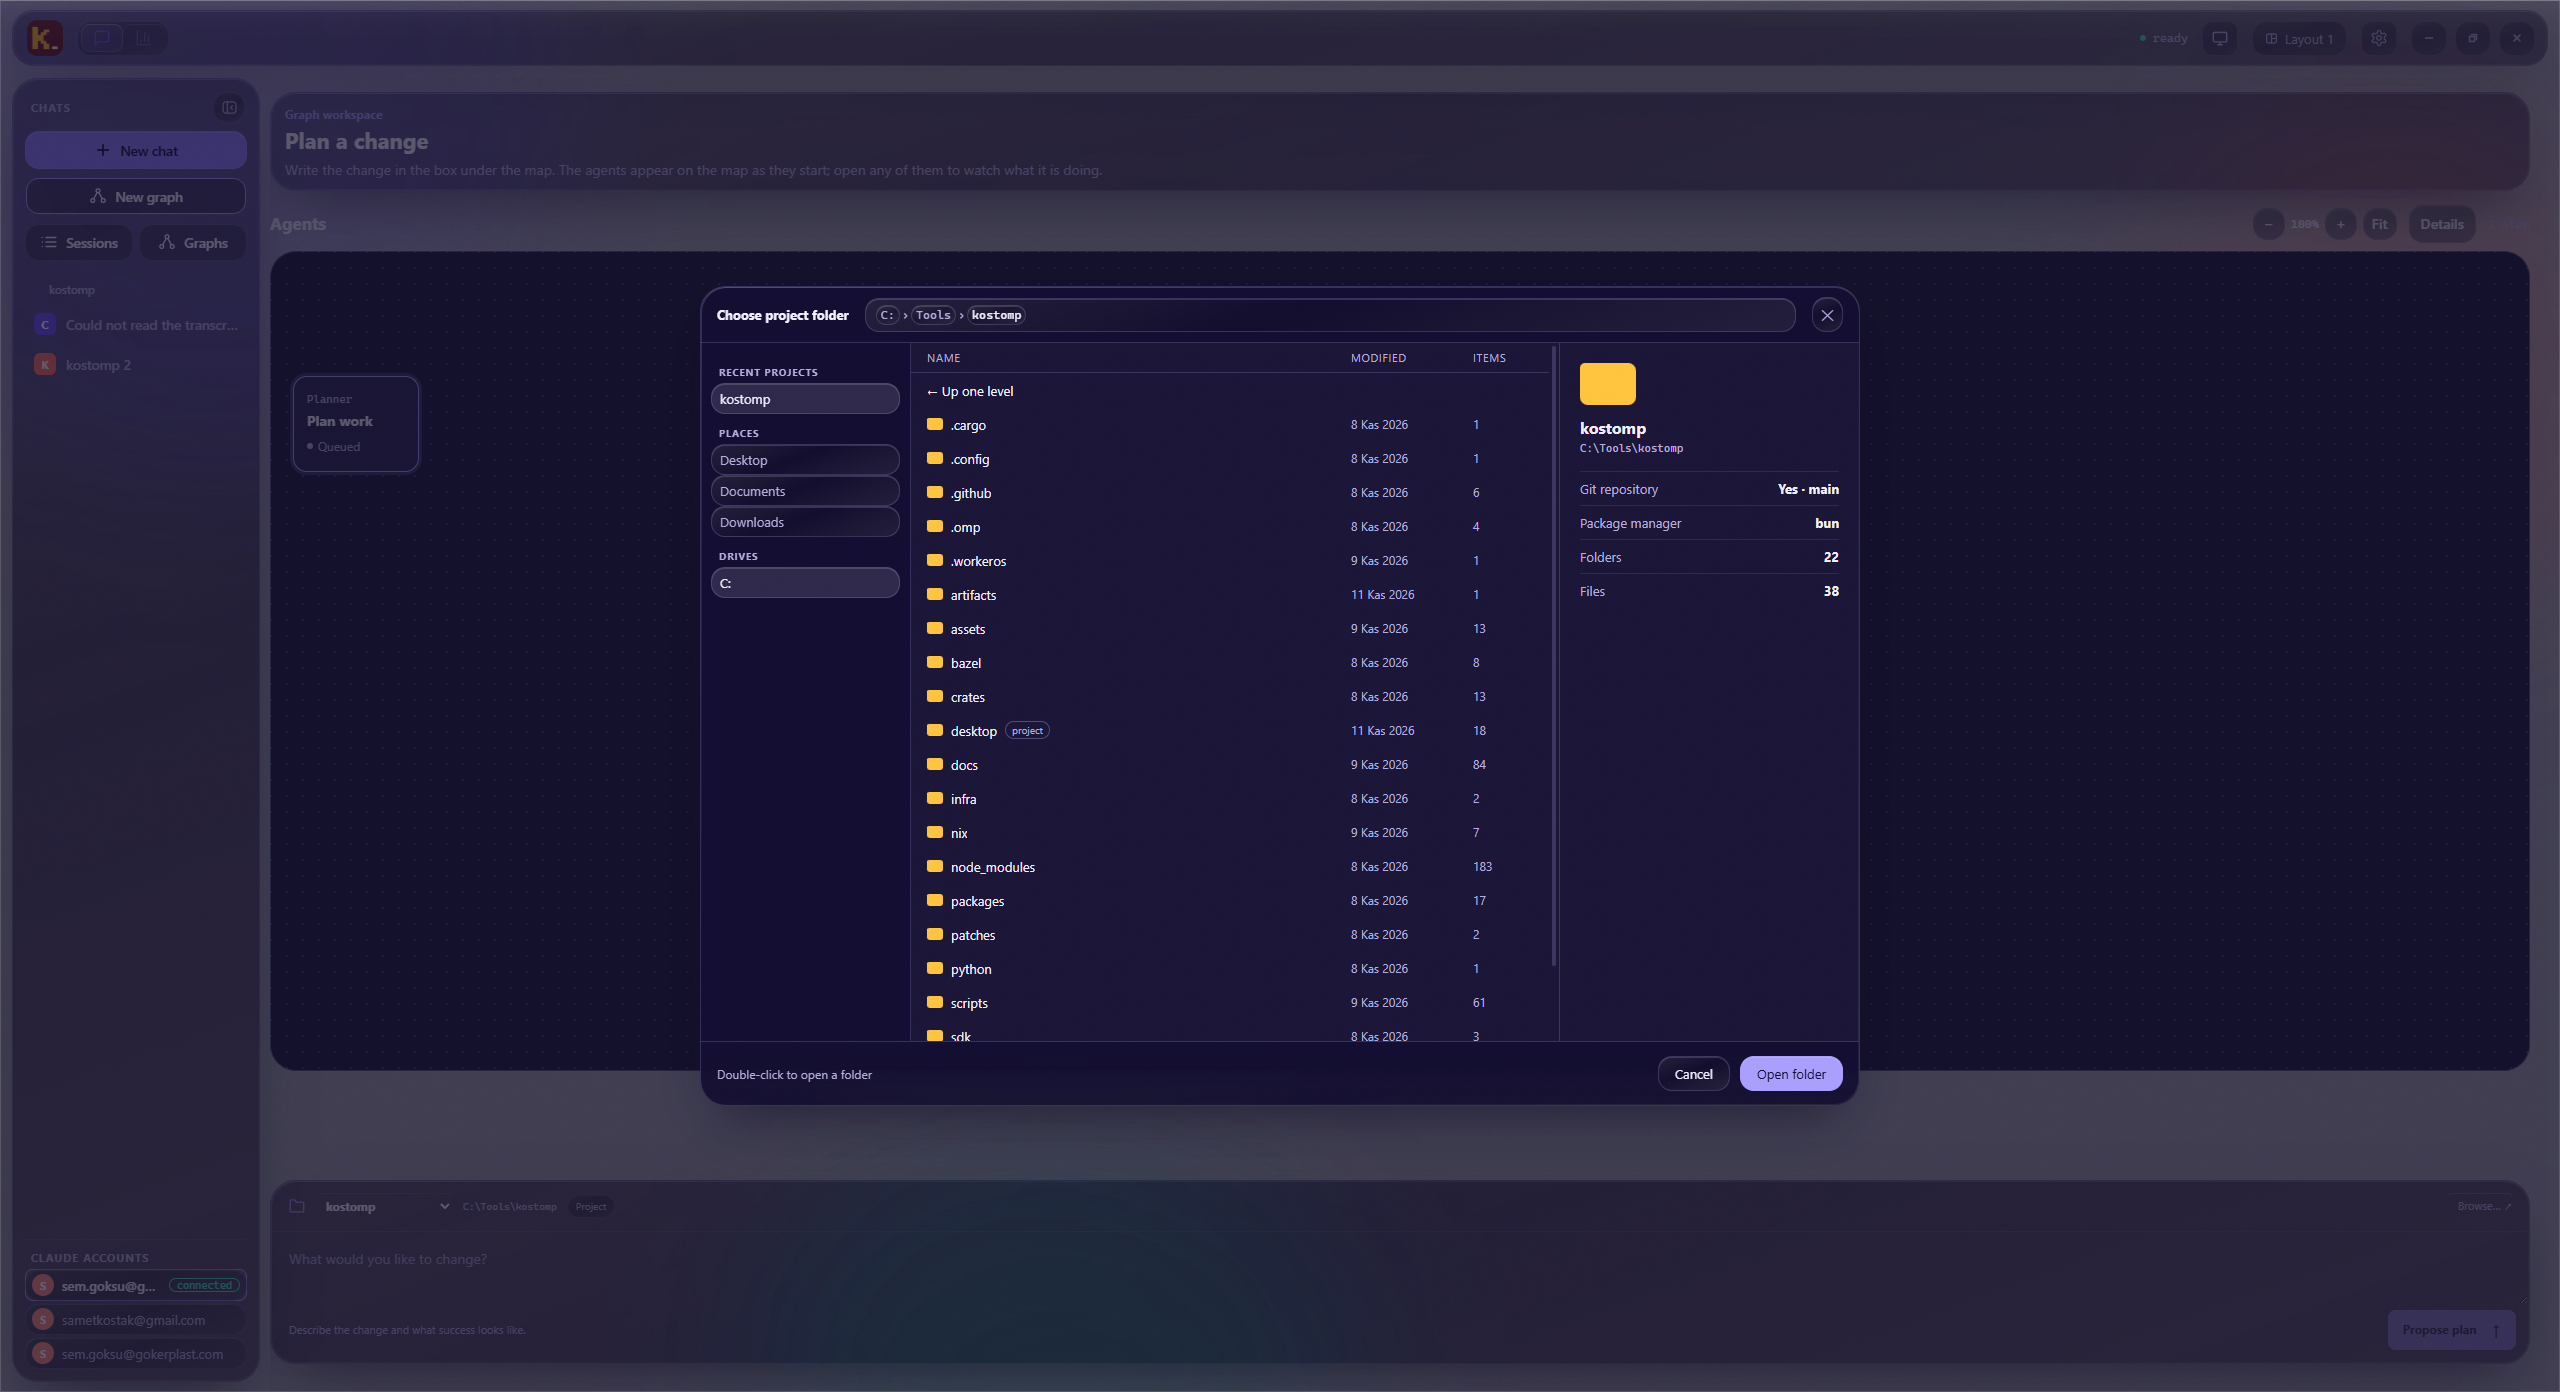 K.
ready
Layout 1
CHATS
New chat
New graph
Sessions
Graphs
kostomp
C Could not read the transcr...
K kostomp 2
Graph workspace
Plan a change
Write the change in the box under the map. The agents appear on the map as they start; open any of them to watch what it is doing.
Agents
− 100% + Fit Details
Planner
Plan work
Queued
Choose project folder
C: › Tools › kostomp
RECENT PROJECTS
kostomp
PLACES
Desktop
Documents
Downloads
DRIVES
C:
NAME MODIFIED ITEMS
← Up one level
.cargo 8 Kas 2026 1
.config 8 Kas 2026 1
.github 8 Kas 2026 6
.omp 8 Kas 2026 4
.workeros 9 Kas 2026 1
artifacts 11 Kas 2026 1
assets 9 Kas 2026 13
bazel 8 Kas 2026 8
crates 8 Kas 2026 13
desktop project 11 Kas 2026 18
docs 9 Kas 2026 84
infra 8 Kas 2026 2
nix 9 Kas 2026 7
node_modules 8 Kas 2026 183
packages 8 Kas 2026 17
patches 8 Kas 2026 2
python 8 Kas 2026 1
scripts 9 Kas 2026 61
sdk 8 Kas 2026 3
kostomp
C:\Tools\kostomp
Git repository Yes · main
Package manager bun
Folders 22
Files 38
Double-click to open a folder
Cancel
Open folder
kostomp C:\Tools\kostomp Project
Browse... ↗
What would you like to change?
Describe the change and what success looks like.
Propose plan ↑
CLAUDE ACCOUNTS
S sem.goksu@g... connected
S sametkostak@gmail.com
S sem.goksu@gokerplast.com